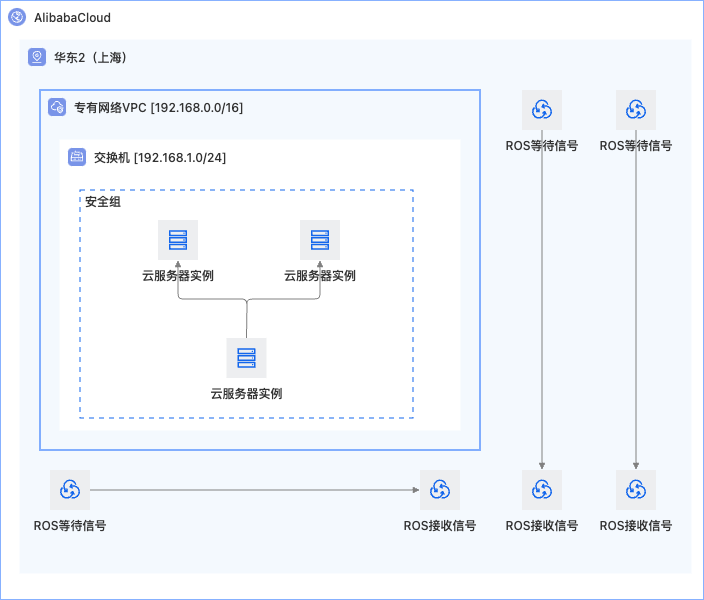 AlibabaCloud
华东2（上海）
专有网络VPC [192.168.0.0/16]
ROS等待信号
ROS等待信号
交换机 [192.168.1.0/24]
安全组
云服务器实例
云服务器实例
云服务器实例
ROS等待信号
ROS接收信号
ROS接收信号
ROS接收信号